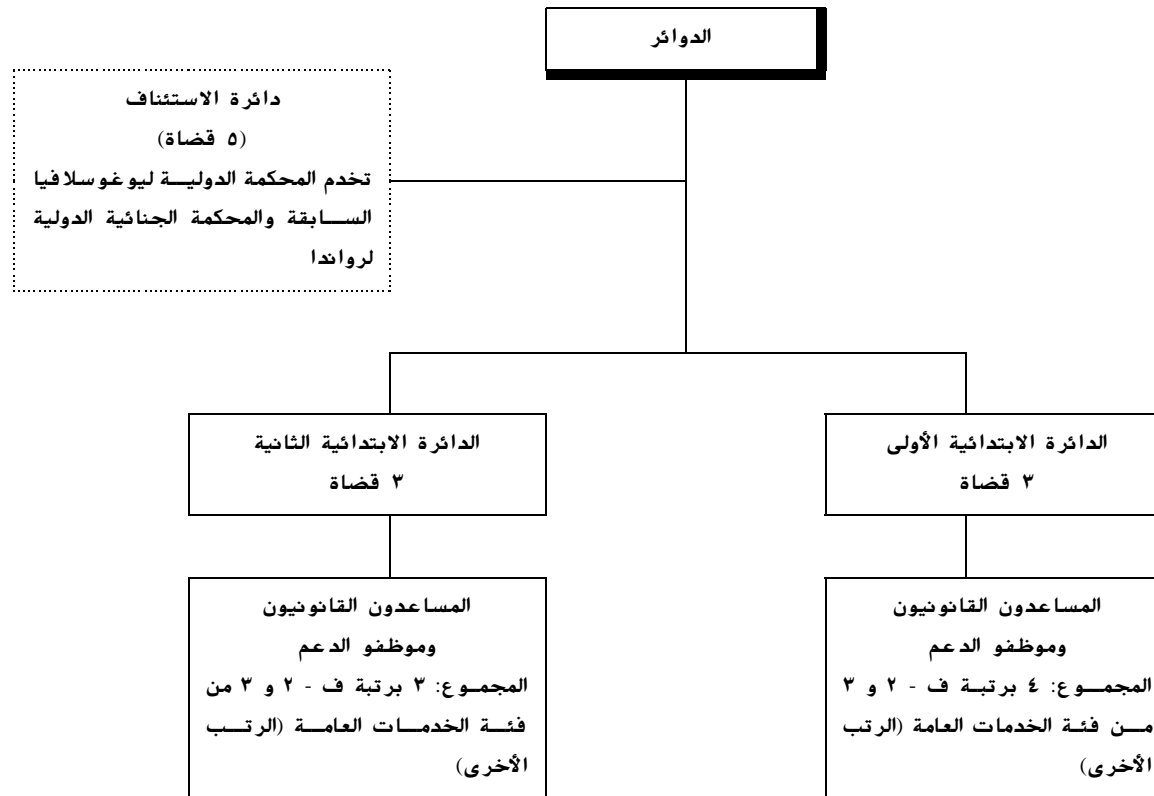 الدوائر
دائرة الاستئناف
(٥ قضاة)
تخدم المحكمة الدولية ليوغوسلافيا
السابقة والمحكمة الجنائية الدولية
لرواندا
الدائرة الابتدائية الأولى
٣ قضاة
الدائرة الابتدائية الثانية
٣ قضاة
المساعدون القانونيون
وموظفو الدعم
المجموع: ٤ برتبة ف - ٢ و ٣
من فئة الخدمات العامة (الرتب
الأخرى)
المساعدون القانونيون
وموظفو الدعم
المجموع: ٣ برتبة ف - ٢ و ٣ من
فئة الخدمات العامة (الرتب
الأخرى)